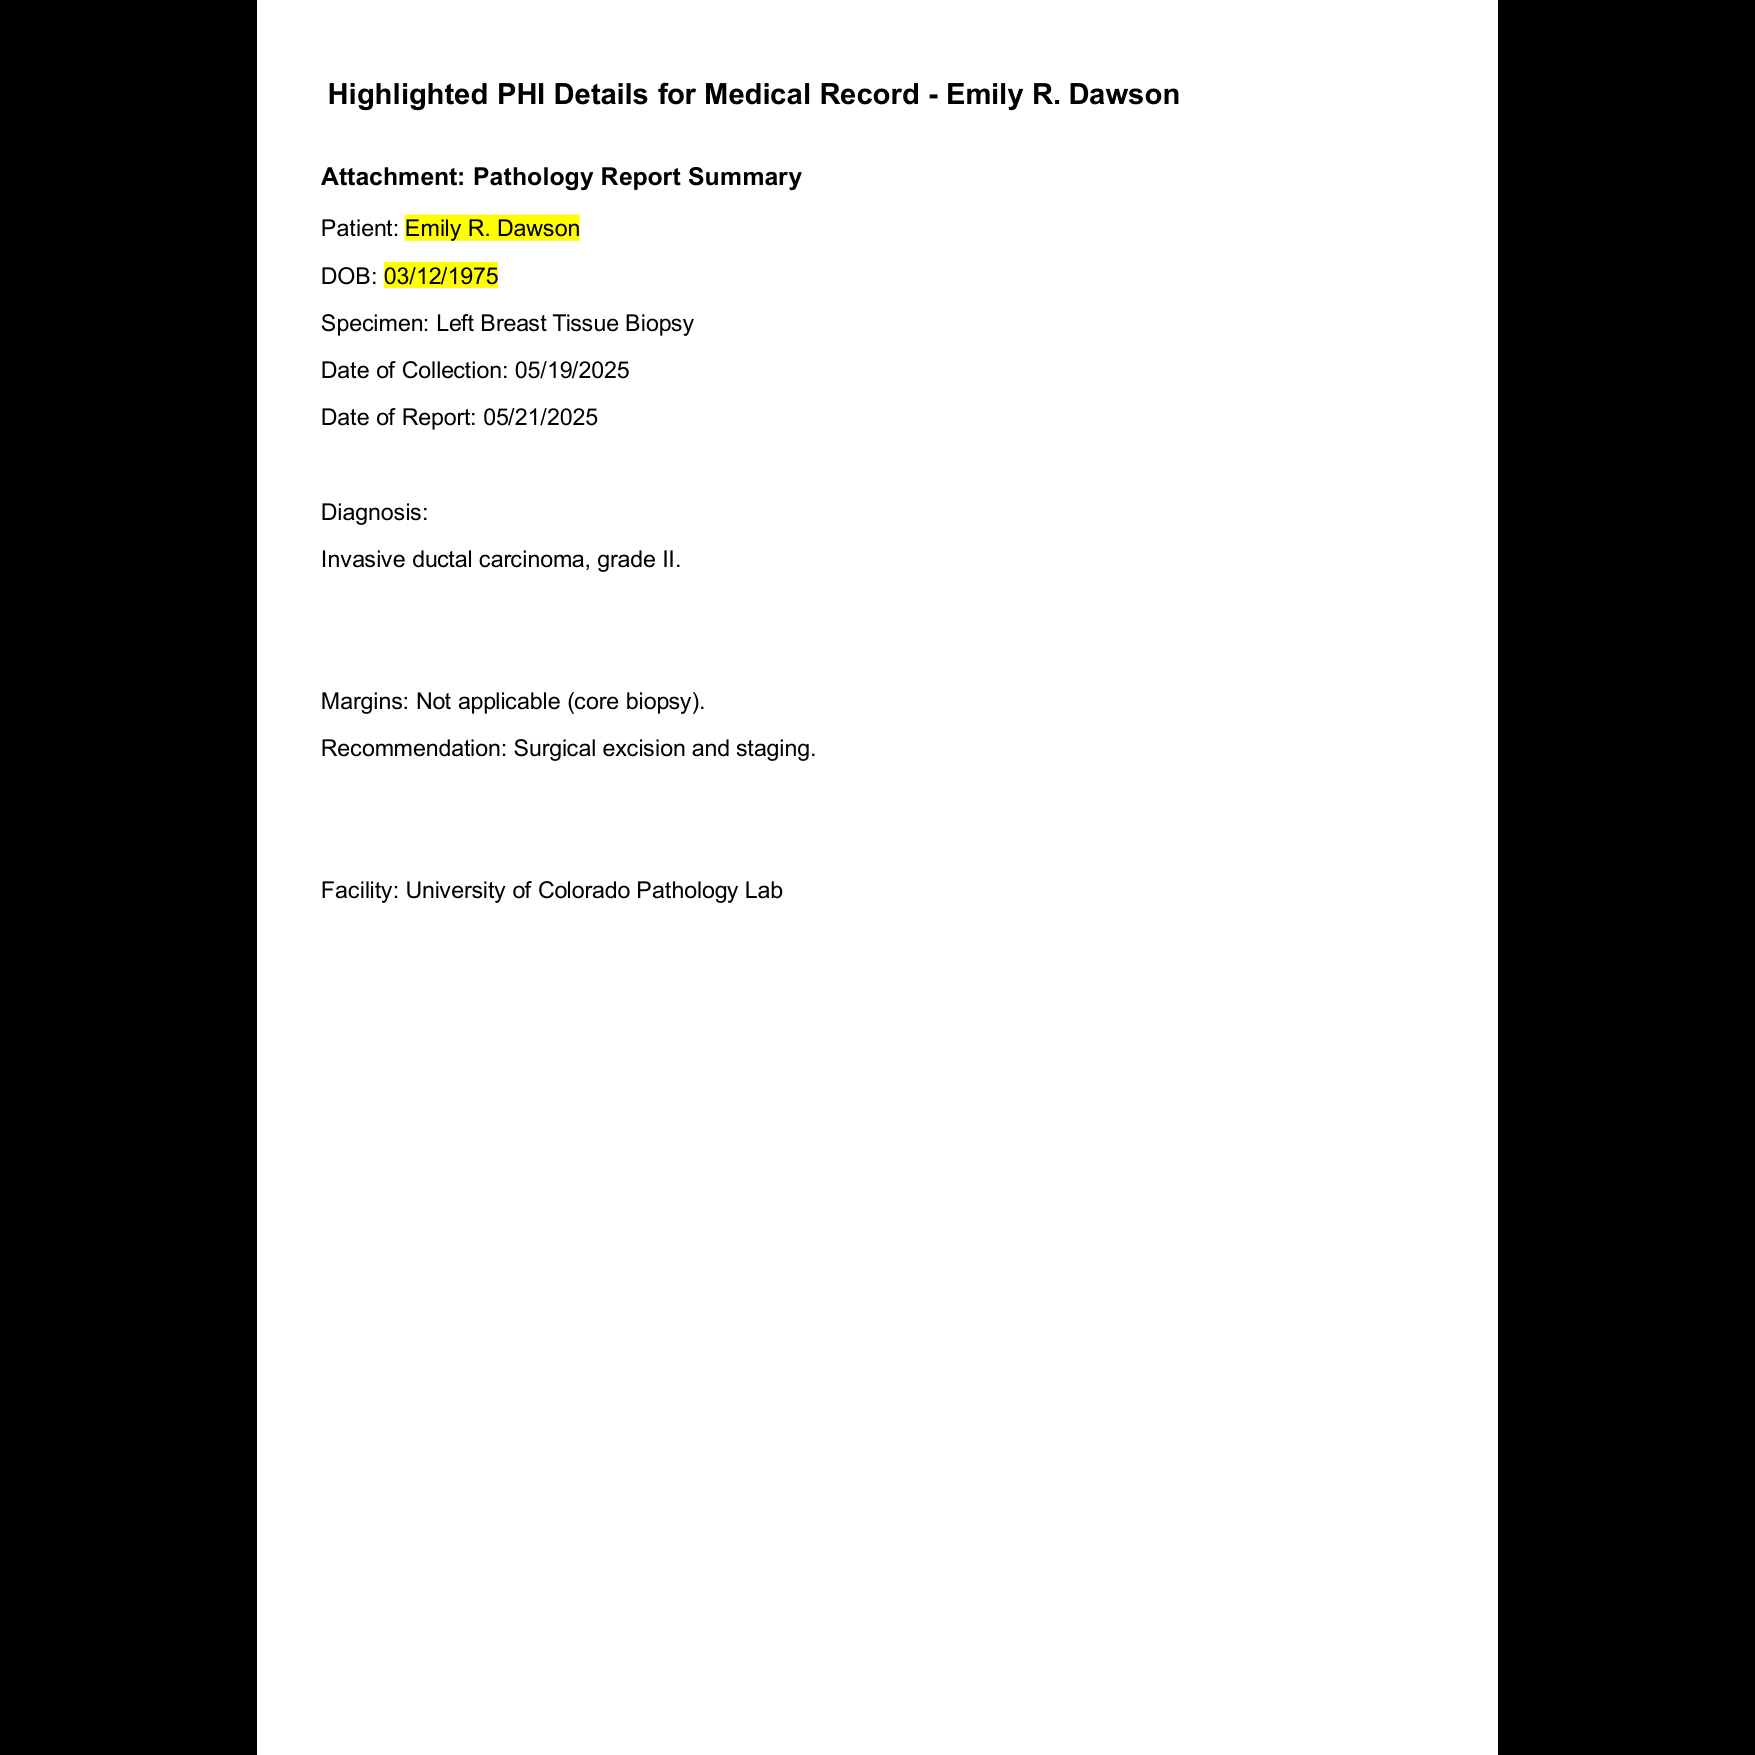 Highlighted PHI Details for Medical Record - Emily R. Dawson
Attachment: Pathology Report Summary
Patient: Emily R. Dawson
DOB: 03/12/1975
Specimen: Left Breast Tissue Biopsy
Date of Collection: 05/19/2025
Date of Report: 05/21/2025
Diagnosis:
Invasive ductal carcinoma, grade II.
Margins: Not applicable (core biopsy).
Recommendation: Surgical excision and staging.
Facility: University of Colorado Pathology Lab